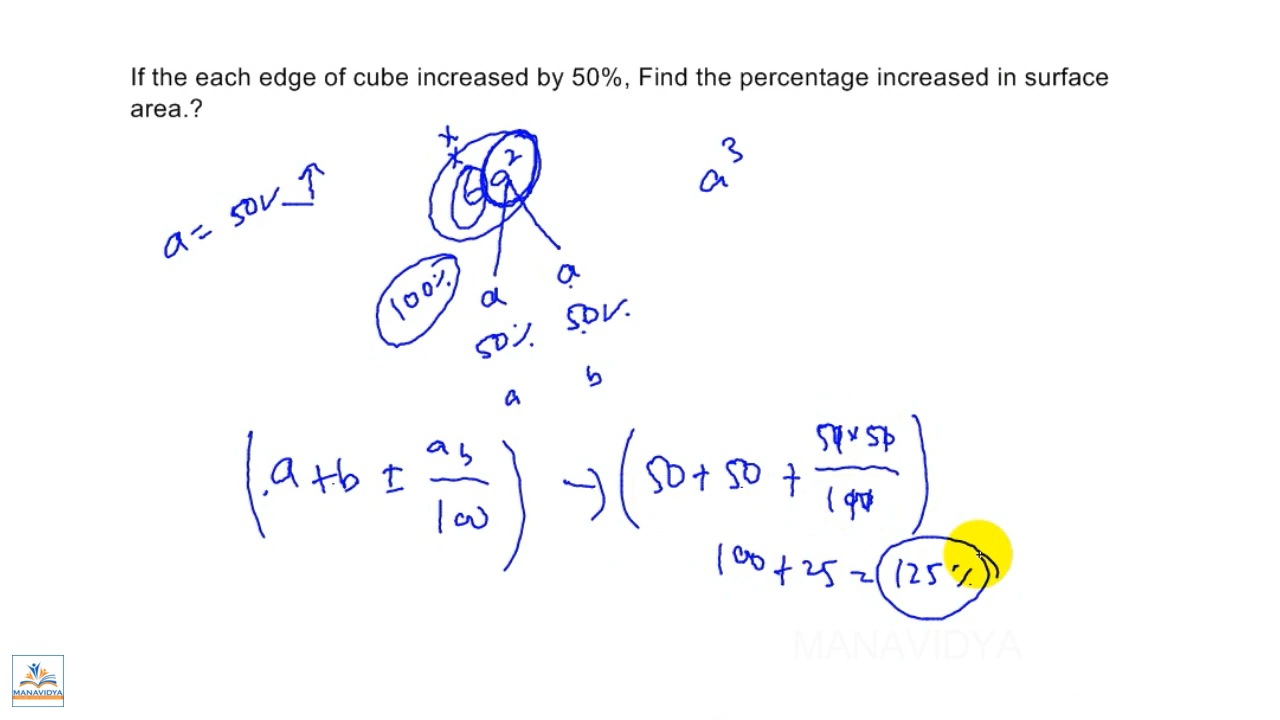 If the each edge of cube increased by 50%, Find the percentage increased in surface
area.?
a = 50% ↑
6a²
a³
100%
a a
50% 50%.
a b
(a + b ± ab/100) → (50 + 50 + 50×50/100)
100 + 25 = 125%
MANAVIDYA
MANAVIDYA